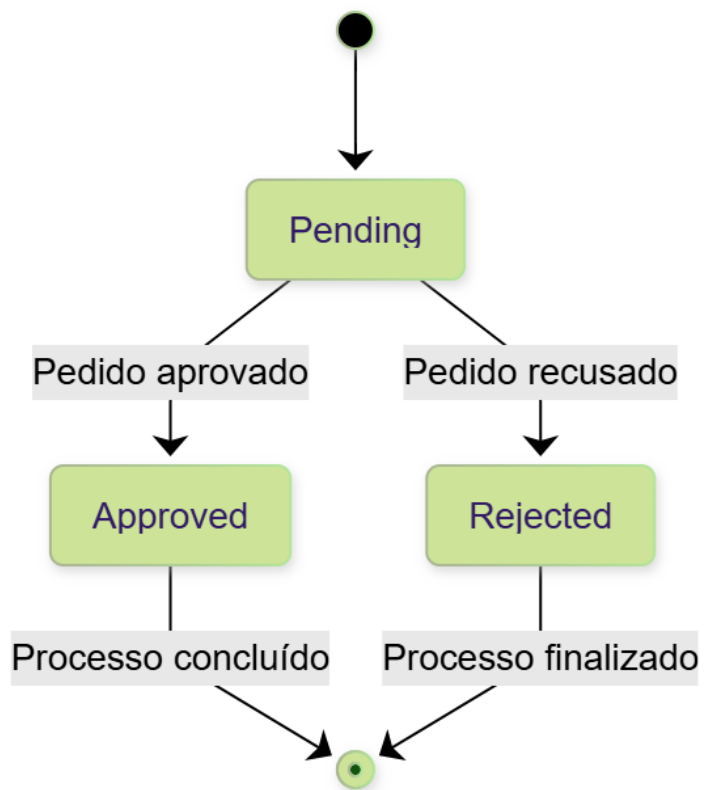 Pending
Pedido aprovado
Pedido recusado
Approved
Rejected
Processo concluído
Processo finalizado